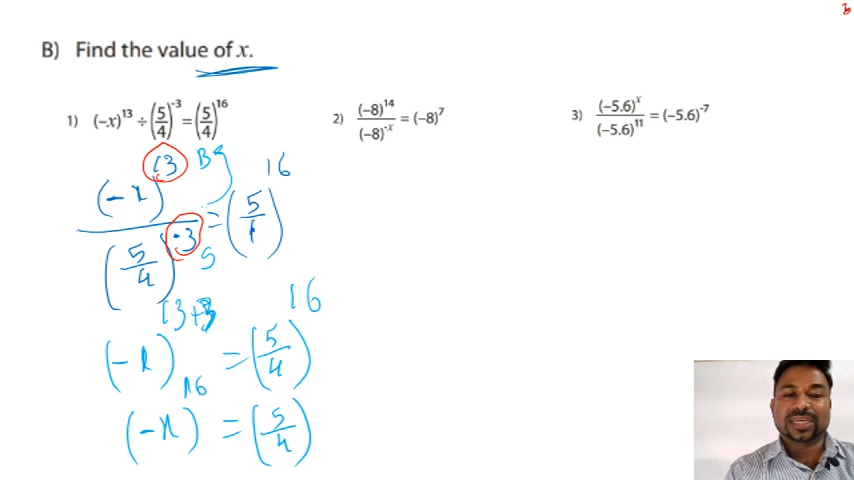 B) Find the value of x.
1) (−x)¹³ ÷ (5/4)⁻³ = (5/4)¹⁶
2) (−8)¹⁴ / (−8)⁻ˣ = (−8)⁷
3) (−5.6)ˣ / (−5.6)¹¹ = (−5.6)⁻⁷
(−x)¹³ / (5/4)⁻³ = (5/4)¹⁶
(−x)¹³⁺³ = (5/4)¹⁶
(−x)¹⁶ = (5/4)